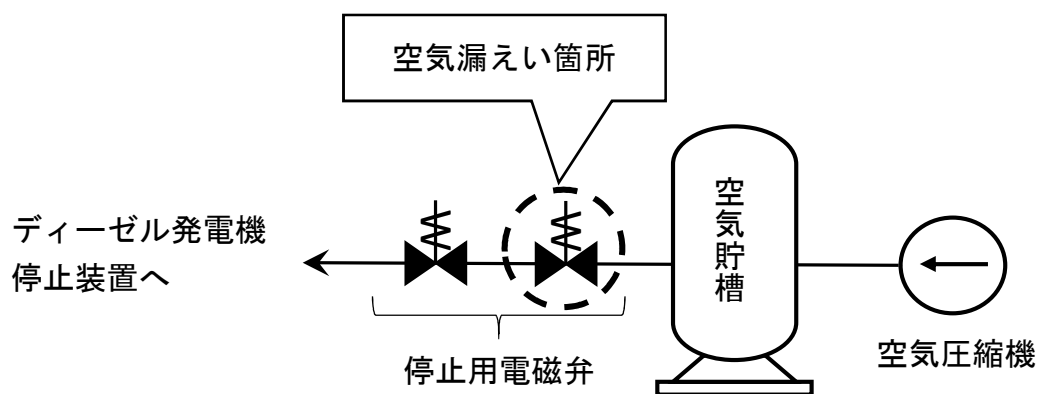 空気漏えい箇所
空気貯槽
ディーゼル発電機
停止装置へ
停止用電磁弁
空気圧縮機